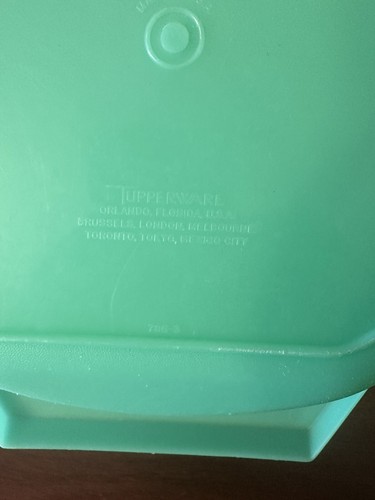 TUPPERWARE
ORLANDO, FLORIDA, U.S.A.
BRUSSELS, LONDON, MELBOURNE
TORONTO, TOKYO, MEXICO CITY